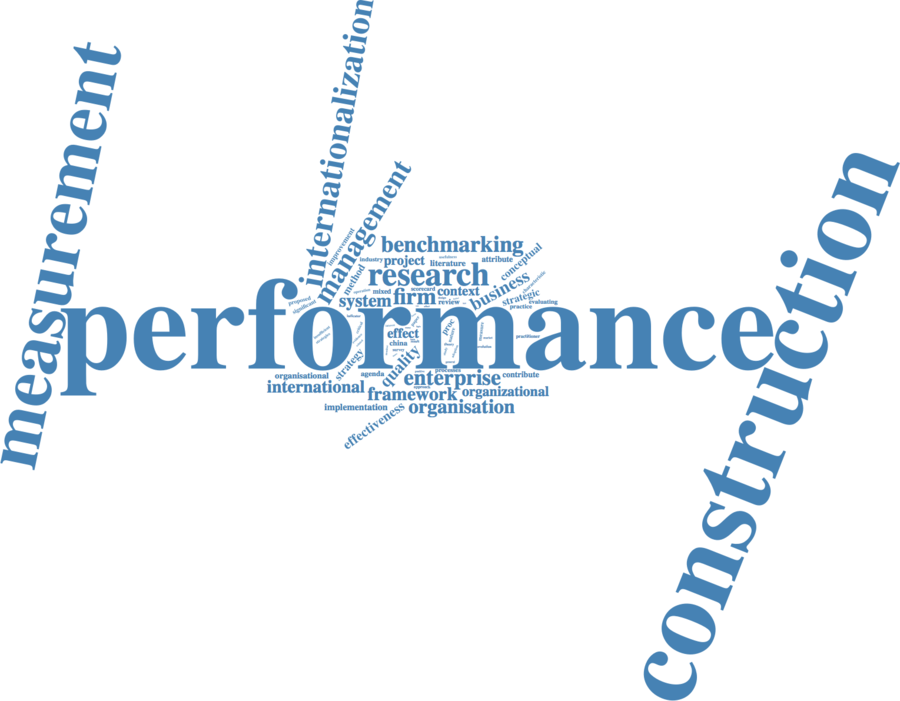 measurement
internationalization
management
improvement
method
benchmarking
conceptual
industry
project
literature
attribute
research
business
mixed
scorecard
context
strategic
system
firm
review
evaluating
practice
proposed
significant
construction
performance
effect
china
proc
practitioner
strategy
quality
processes
organisational
agenda
enterprise
contribute
international
framework
organizational
implementation
organisation
effectiveness